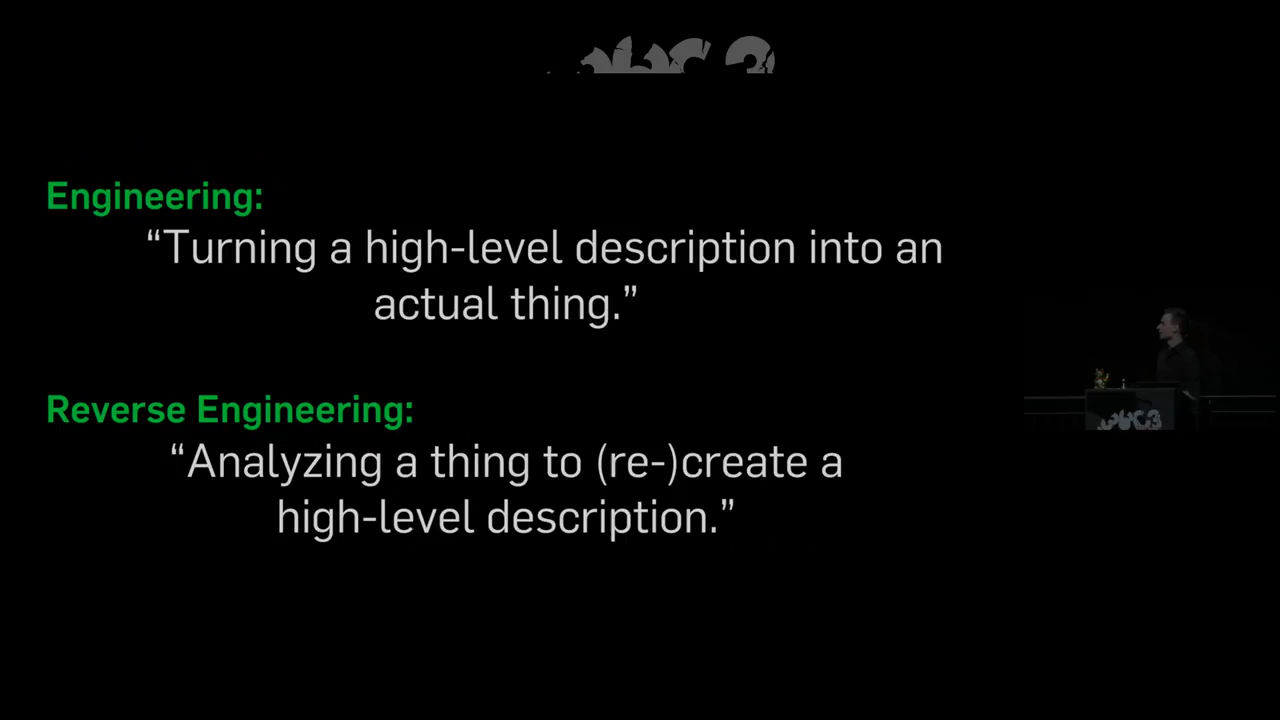 Engineering:
“Turning a high-level description into an
actual thing.”
Reverse Engineering:
“Analyzing a thing to (re-)create a
high-level description.”